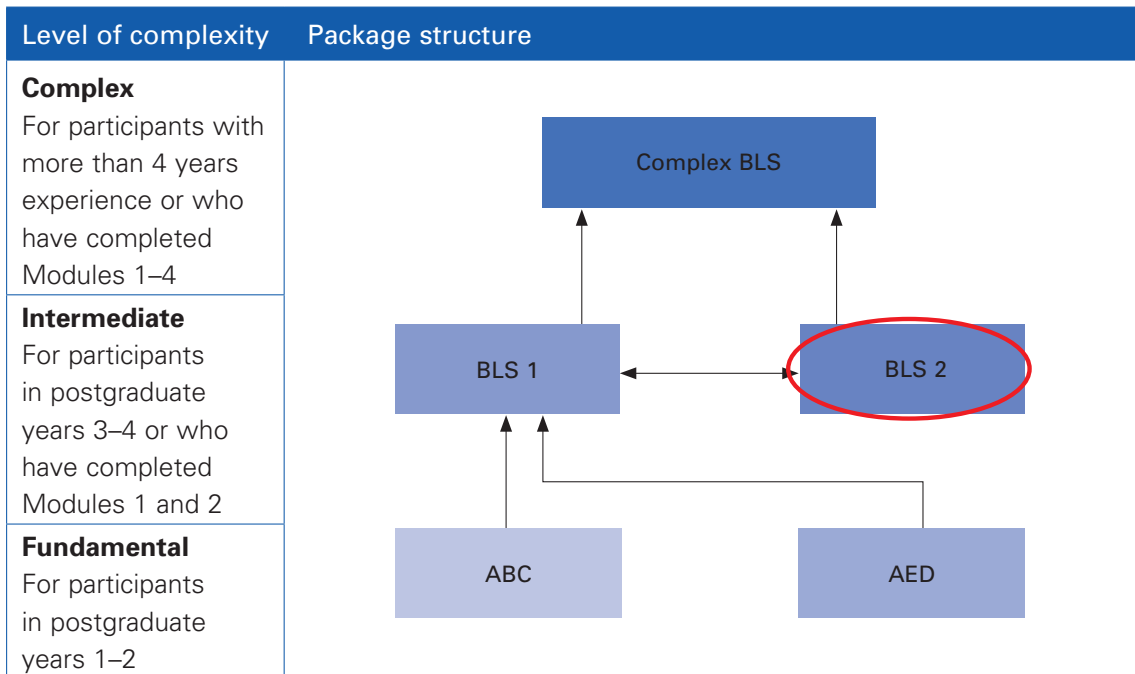 Level of complexity Package structure
Complex
For participants with
more than 4 years
experience or who
have completed
Modules 1–4
Complex BLS
Intermediate
For participants
in postgraduate
years 3–4 or who
have completed
Modules 1 and 2
BLS 1
BLS 2
Fundamental
For participants
in postgraduate
years 1–2
ABC
AED